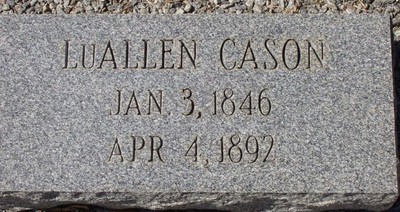 LuALLEN CASON
JAN. 3, 1846
APR 4, 1892